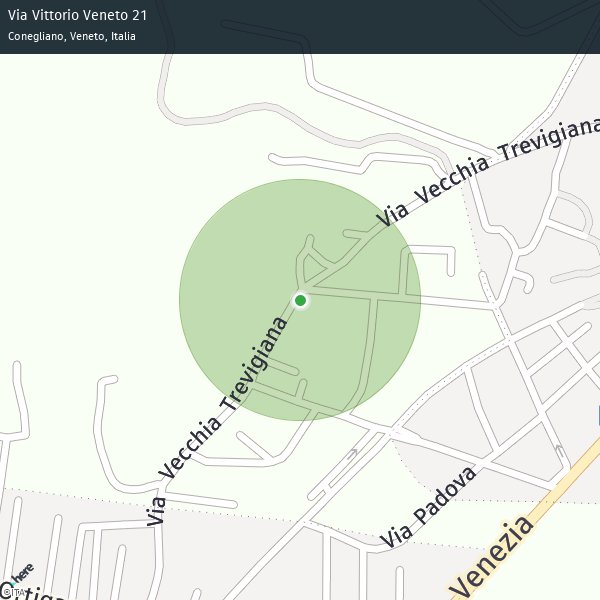 Via Vittorio Veneto 21
Conegliano, Veneto, Italia
Via Vecchia Trevigiana
Via Vecchia Trevigiana
Via Padova
Venezia
here